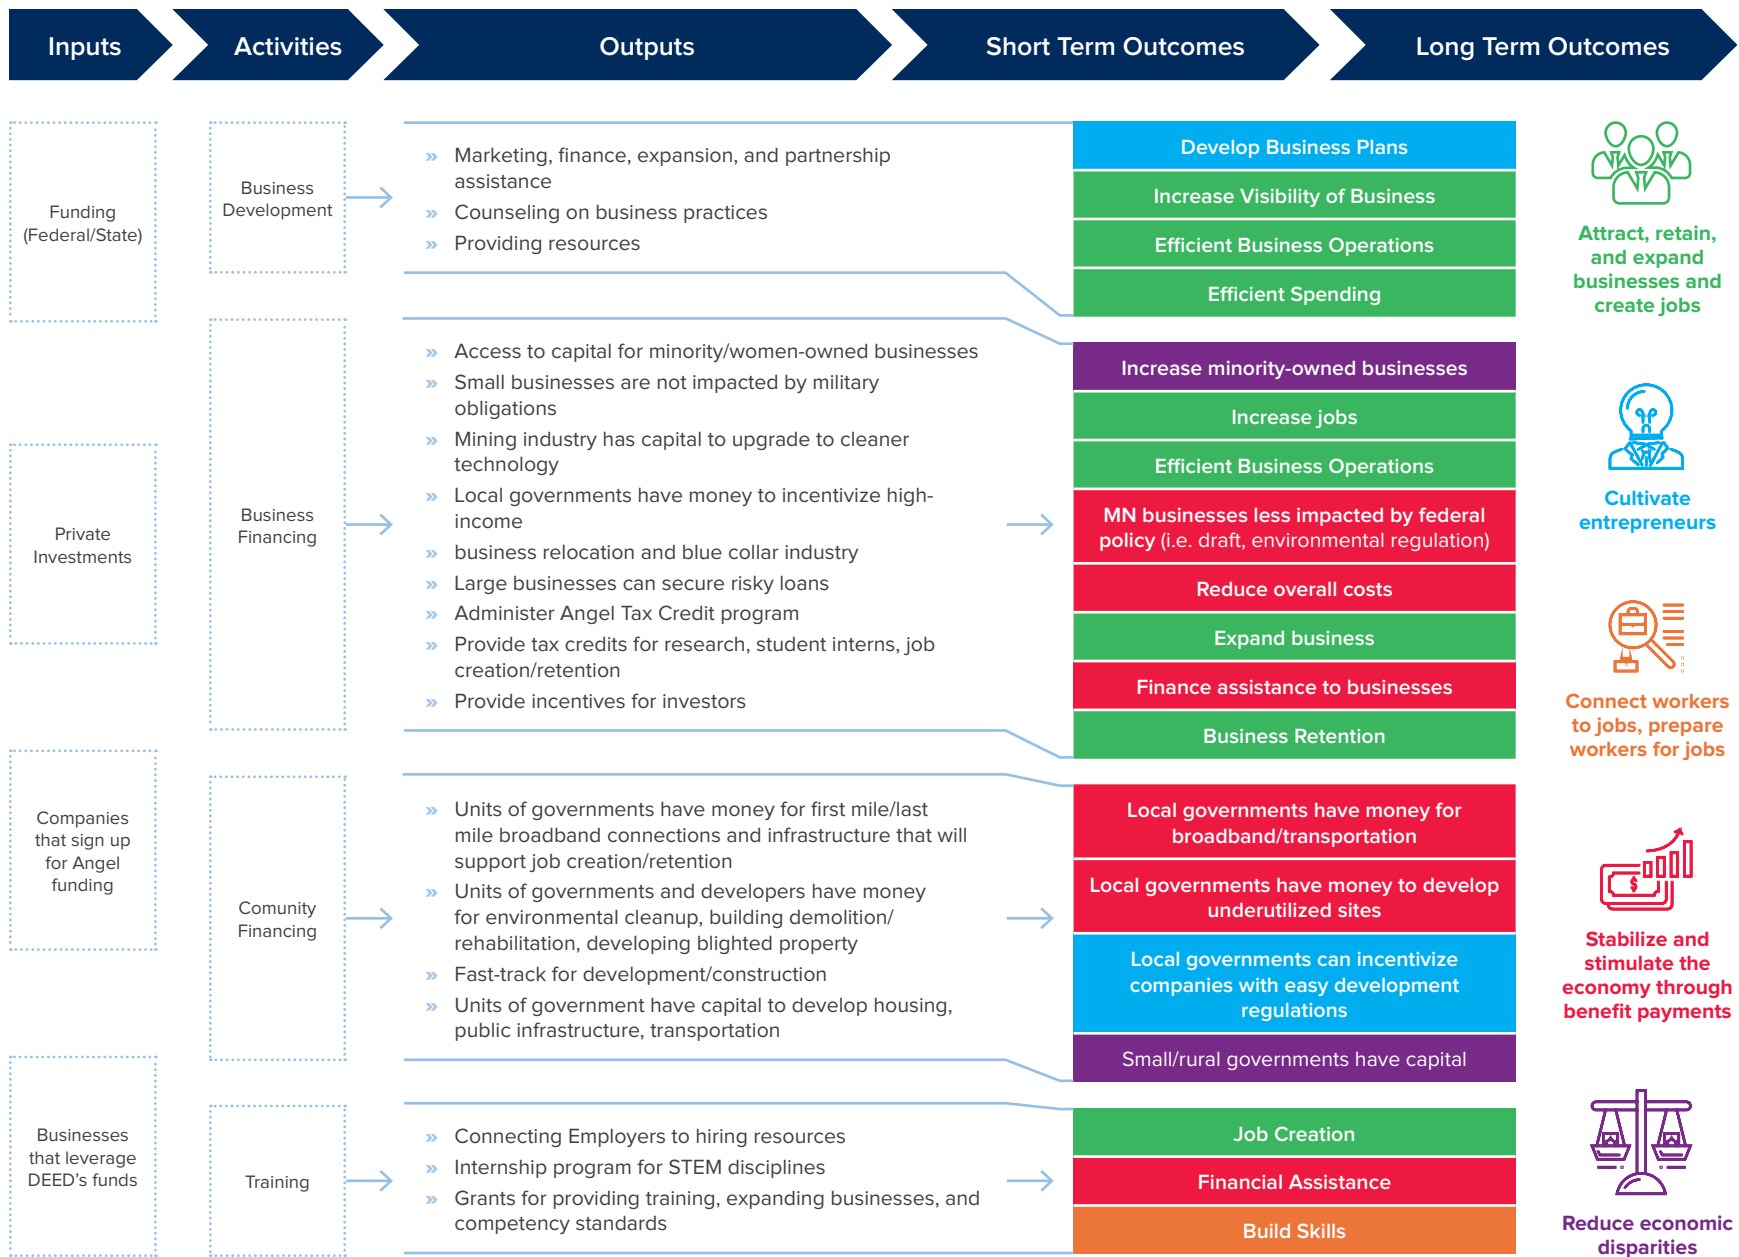 Inputs
Activities
Outputs
Short Term Outcomes
Long Term Outcomes
Funding
(Federal/State)
Private
Investments
Companies
that sign up
for Angel
funding
Businesses
that leverage
DEED's funds
Business
Development
» Marketing, finance, expansion, and partnership
assistance
» Counseling on business practices
» Providing resources
Develop Business Plans
Increase Visibility of Business
Efficient Business Operations
Efficient Spending
Business
Financing
» Access to capital for minority/women-owned businesses
» Small businesses are not impacted by military
obligations
» Mining industry has capital to upgrade to cleaner
technology
» Local governments have money to incentivize high-
income
» business relocation and blue collar industry
» Large businesses can secure risky loans
» Administer Angel Tax Credit program
» Provide tax credits for research, student interns, job
creation/retention
» Provide incentives for investors
Increase minority-owned businesses
Increase jobs
Efficient Business Operations
MN businesses less impacted by federal
policy (i.e. draft, environmental regulation)
Reduce overall costs
Expand business
Finance assistance to businesses
Business Retention
Comunity
Financing
» Units of governments have money for first mile/last
mile broadband connections and infrastructure that will
support job creation/retention
» Units of governments and developers have money
for environmental cleanup, building demolition/
rehabilitation, developing blighted property
» Fast-track for development/construction
» Units of government have capital to develop housing,
public infrastructure, transportation
Local governments have money for
broadband/transportation
Local governments have money to develop
underutilized sites
Local governments can incentivize
companies with easy development
regulations
Small/rural governments have capital
Training
» Connecting Employers to hiring resources
» Internship program for STEM disciplines
» Grants for providing training, expanding businesses, and
competency standards
Job Creation
Financial Assistance
Build Skills
Attract, retain,
and expand
businesses and
create jobs
Cultivate
entrepreneurs
Connect workers
to jobs, prepare
workers for jobs
$
Stabilize and
stimulate the
economy through
benefit payments
Reduce economic
disparities